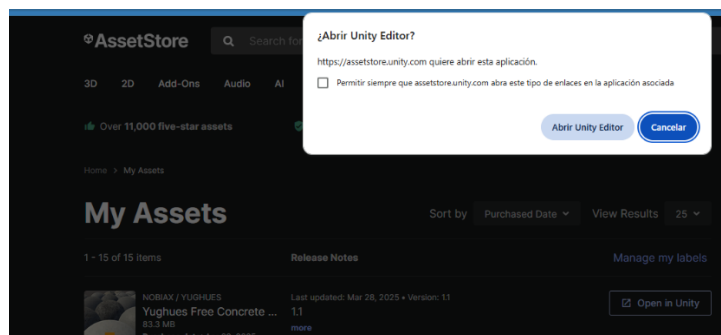 AssetStore
Search for
¿Abrir Unity Editor?
https://assetstore.unity.com quiere abrir esta aplicación.
Permitir siempre que assetstore.unity.com abra este tipo de enlaces en la aplicación asociada
Abrir Unity Editor
Cancelar
3D 2D Add-Ons Audio AI
Over 11,000 five-star assets
Home > My Assets
My Assets
Sort by Purchased Date View Results 25
1 - 15 of 15 items
Release Notes
Manage my labels
NOBIAX / YUGHUES
Last updated: Mar 28, 2025 • Version: 1.1
Yughues Free Concrete ...
1.1
Open in Unity
83.3 MB
more